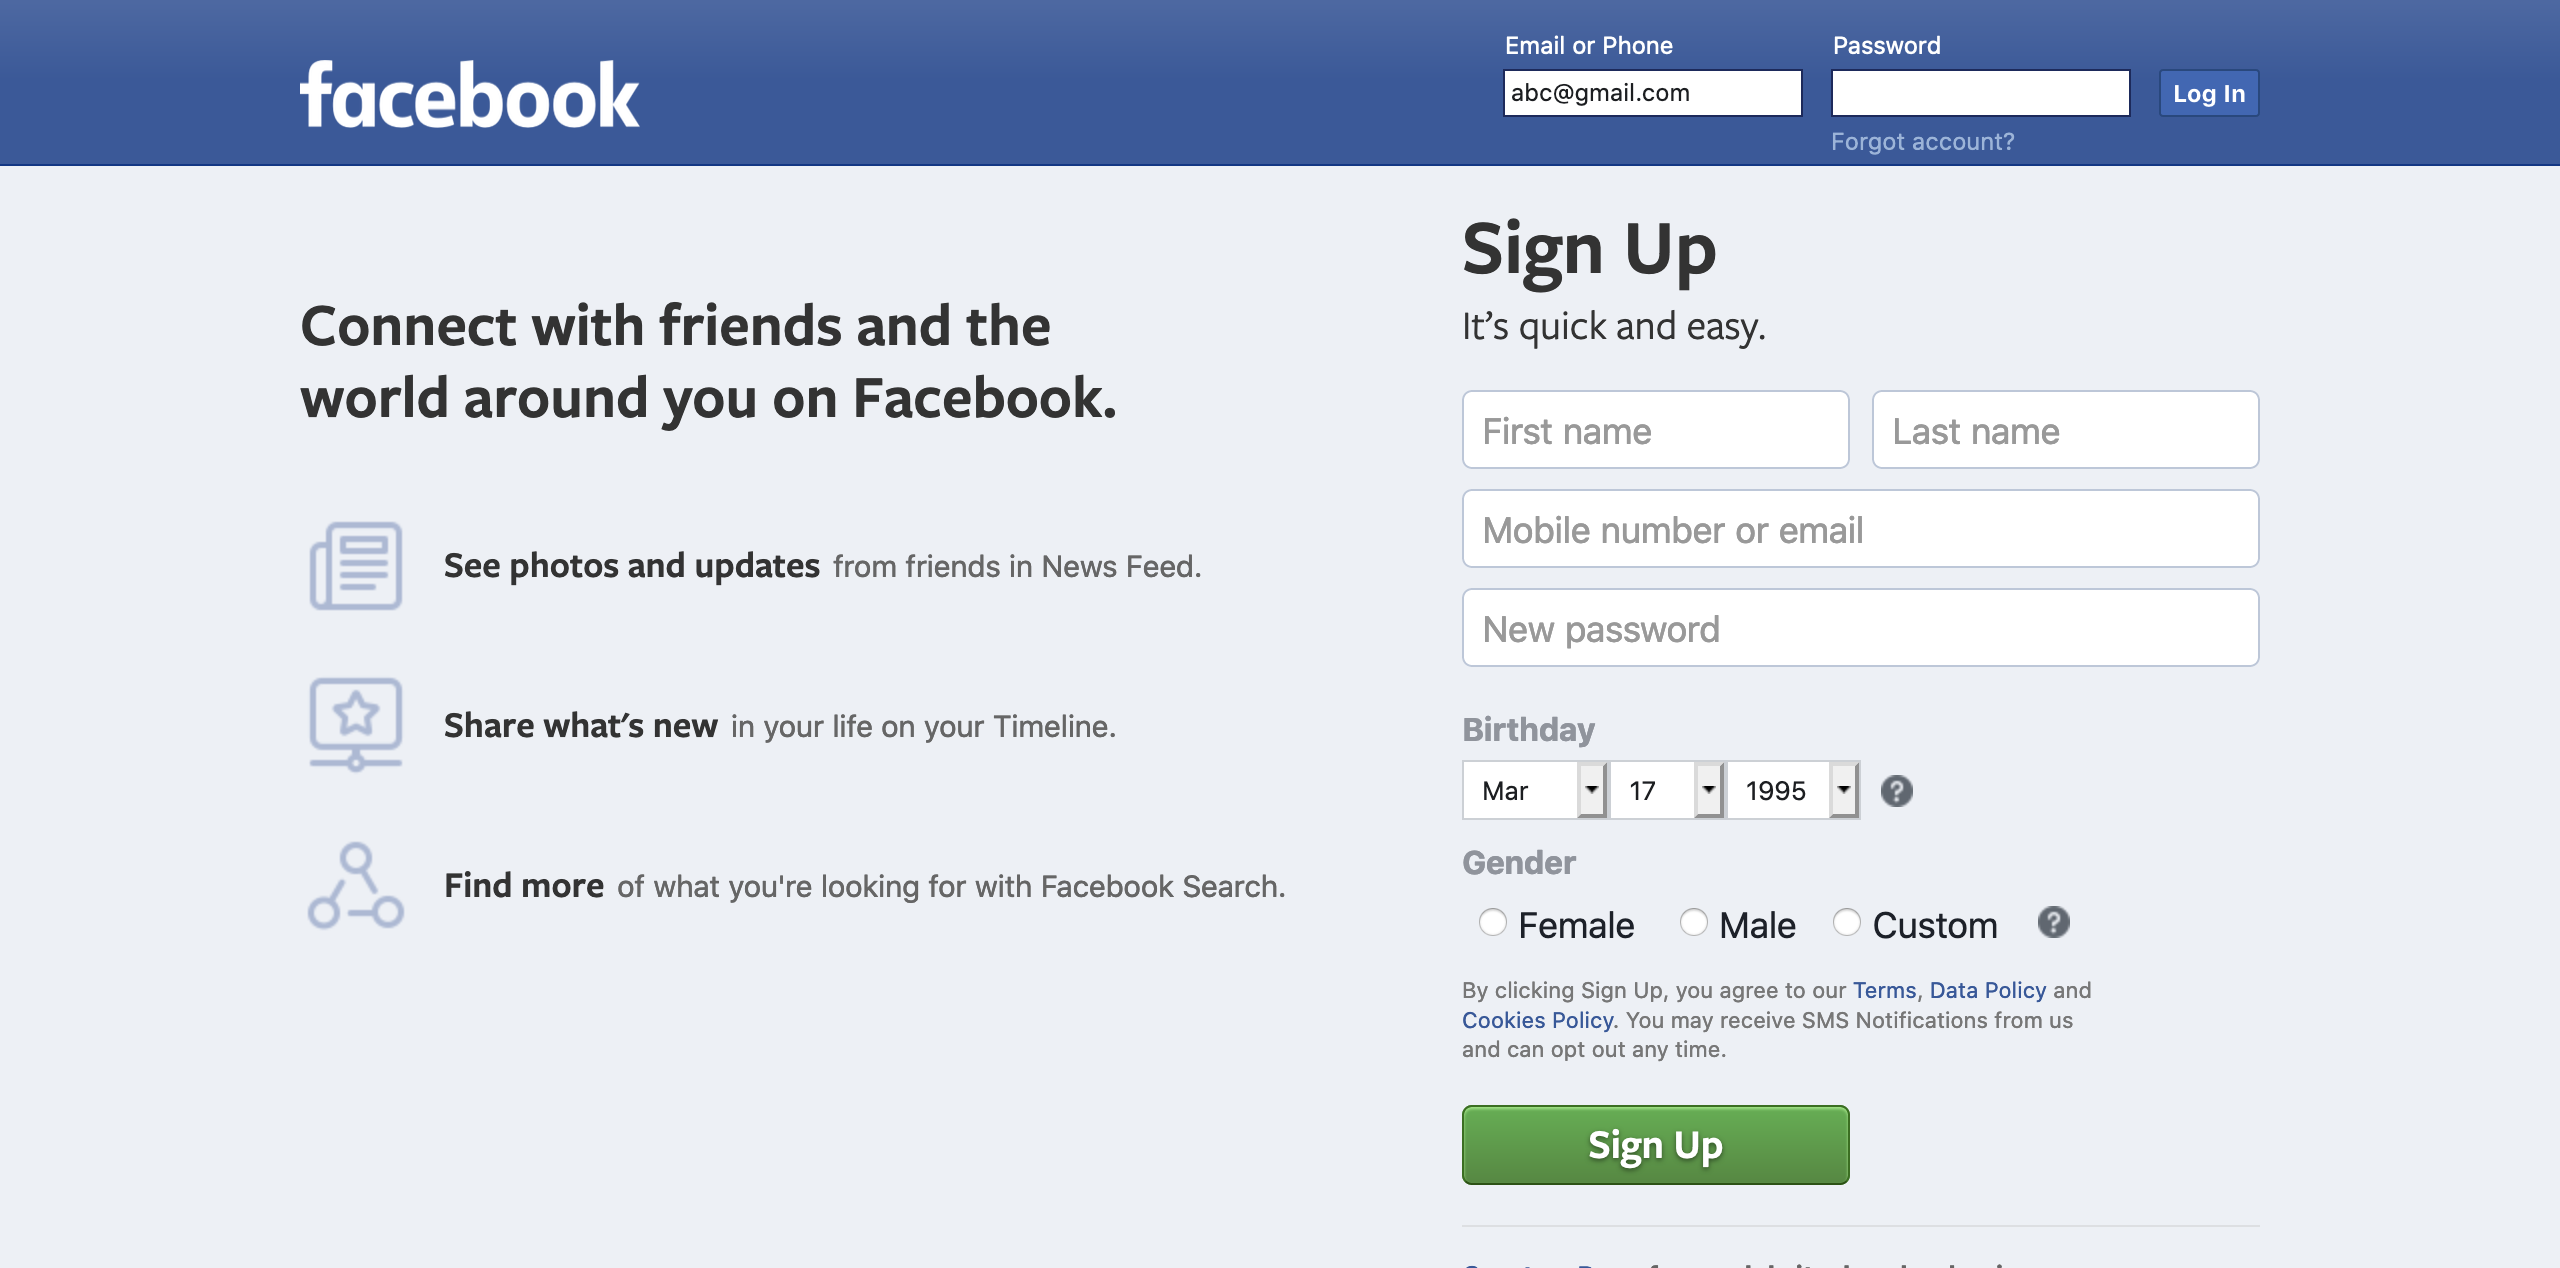 facebook
Email or Phone
Password
abc@gmail.com
Log In
Forgot account?
Connect with friends and the
world around you on Facebook.
See photos and updates from friends in News Feed.
Share what's new in your life on your Timeline.
Find more of what you're looking for with Facebook Search.
Sign Up
It’s quick and easy.
First name
Last name
Mobile number or email
New password
Birthday
Mar 17 1995 ?
Gender
Female Male Custom ?
By clicking Sign Up, you agree to our Terms, Data Policy and
Cookies Policy. You may receive SMS Notifications from us
and can opt out any time.
Sign Up